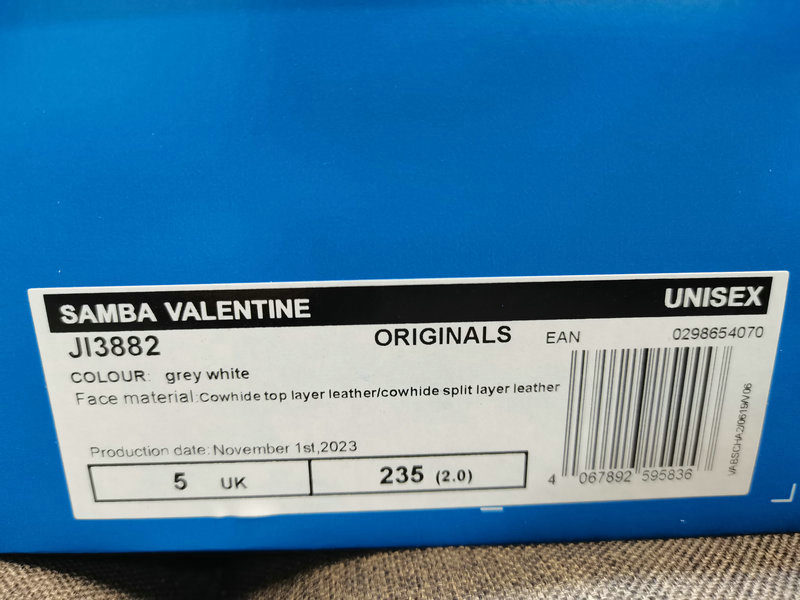 SAMBA VALENTINE UNISEX
JI3882 ORIGINALS EAN 0298654070
COLOUR: grey white
Face material:Cowhide top layer leather/cowhide split layer leather
Production date:November 1st,2023
5 UK 235 (2.0)
4 067892 595836